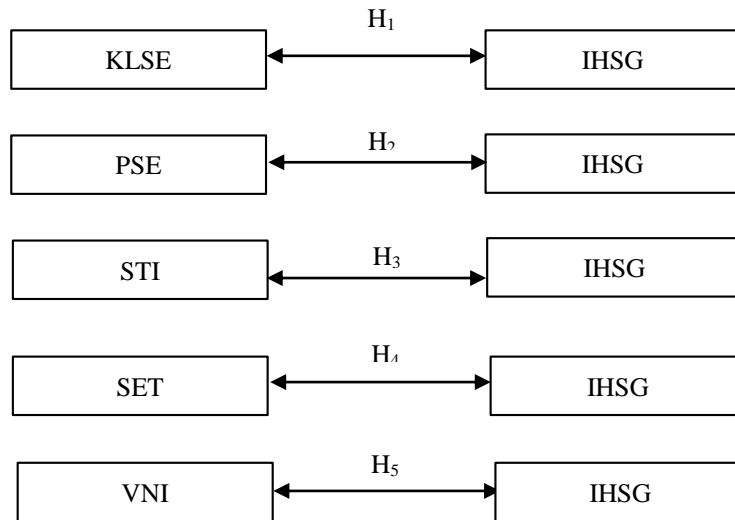 H₁
KLSE IHSG
H₂
PSE IHSG
H₃
STI IHSG
H₄
SET IHSG
H₅
VNI IHSG